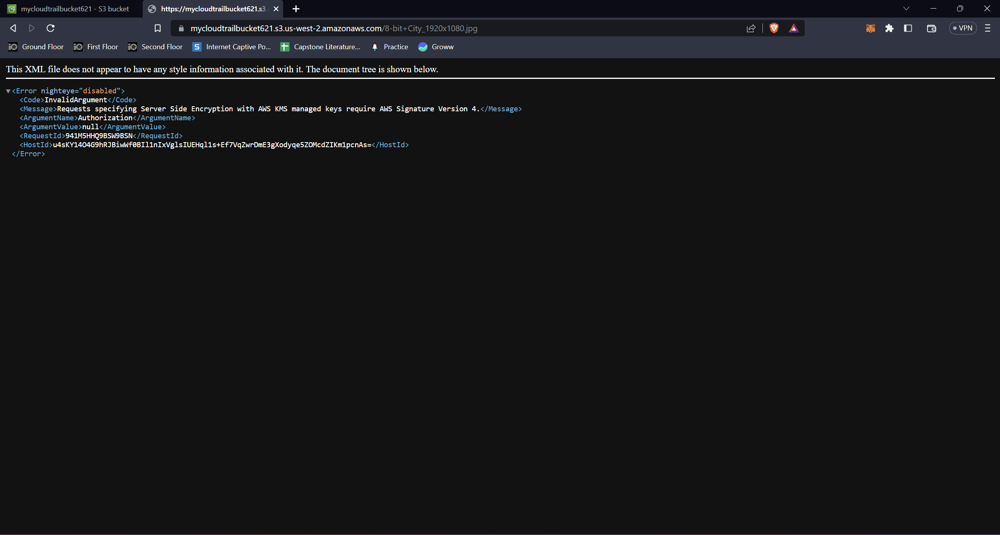 mycloudtrailbucket621 - S3 bucket
https://mycloudtrailbucket621.s3.
mycloudtrailbucket621.s3.us-west-2.amazonaws.com/8-bit+City_1920x1080.jpg
VPN
Ground Floor
First Floor
Second Floor
Internet Captive Po...
Capstone Literature...
Practice
Groww
This XML file does not appear to have any style information associated with it. The document tree is shown below.
<Error nighteye="disabled">
<Code>InvalidArgument</Code>
<Message>Requests specifying Server Side Encryption with AWS KMS managed keys require AWS Signature Version 4.</Message>
<ArgumentName>Authorization</ArgumentName>
<ArgumentValue>null</ArgumentValue>
<RequestId>941M5HHQ9BSW9BSN</RequestId>
<HostId>u4sKY14O4G9hRJBiwWf0BIl1nIxVglsIUEHql1s+Ef7VqZwrDmE3gXodyqe5ZOMcdZIKm1pcnAs=</HostId>
</Error>